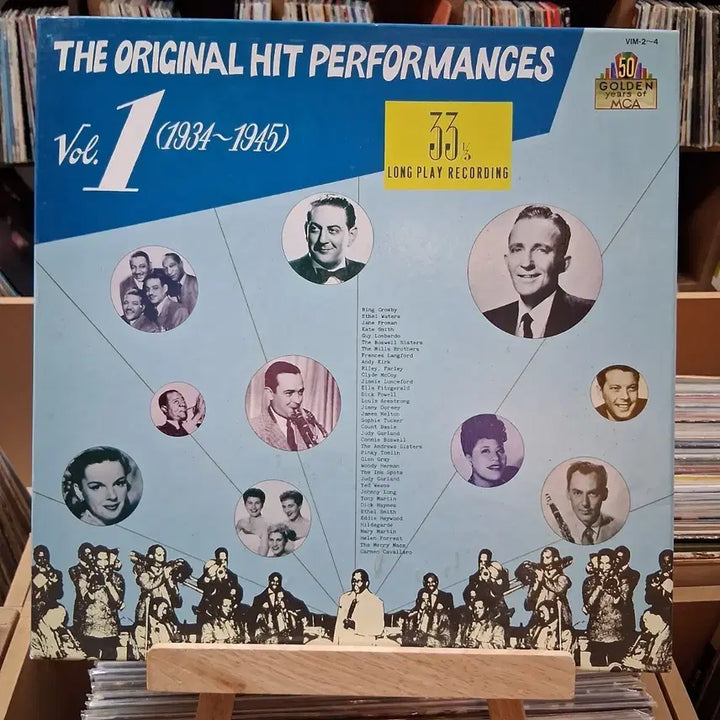 VIM-2~4
THE ORIGINAL HIT PERFORMANCES
Vol. 1 (1934~1945)
50
GOLDEN
years of
MCA
33 1/3
LONG PLAY RECORDING
Bing Crosby
Ethel Waters
Jane Froman
Kate Smith
Guy Lombardo
The Boswell Sisters
The Mills Brothers
Frances Langford
Andy Kirk
Riley, Farley
Clyde McCoy
Jimmie Lunceford
Ella Fitzgerald
Dick Powell
Louis Armstrong
Jimmy Dorsey
James Melton
Sophie Tucker
Count Basie
Judy Garland
Connie Boswell
The Andrews Sisters
Pinky Tomlin
Glen Gray
Woody Herman
The Ink Spots
Judy Garland
Ted Weems
Johnny Long
Tony Martin
Dick Haymes
Ethel Smith
Eddie Heywood
Hildegarde
Mary Martin
Helen Forrest
The Merry Macs
Carmen Cavallaro